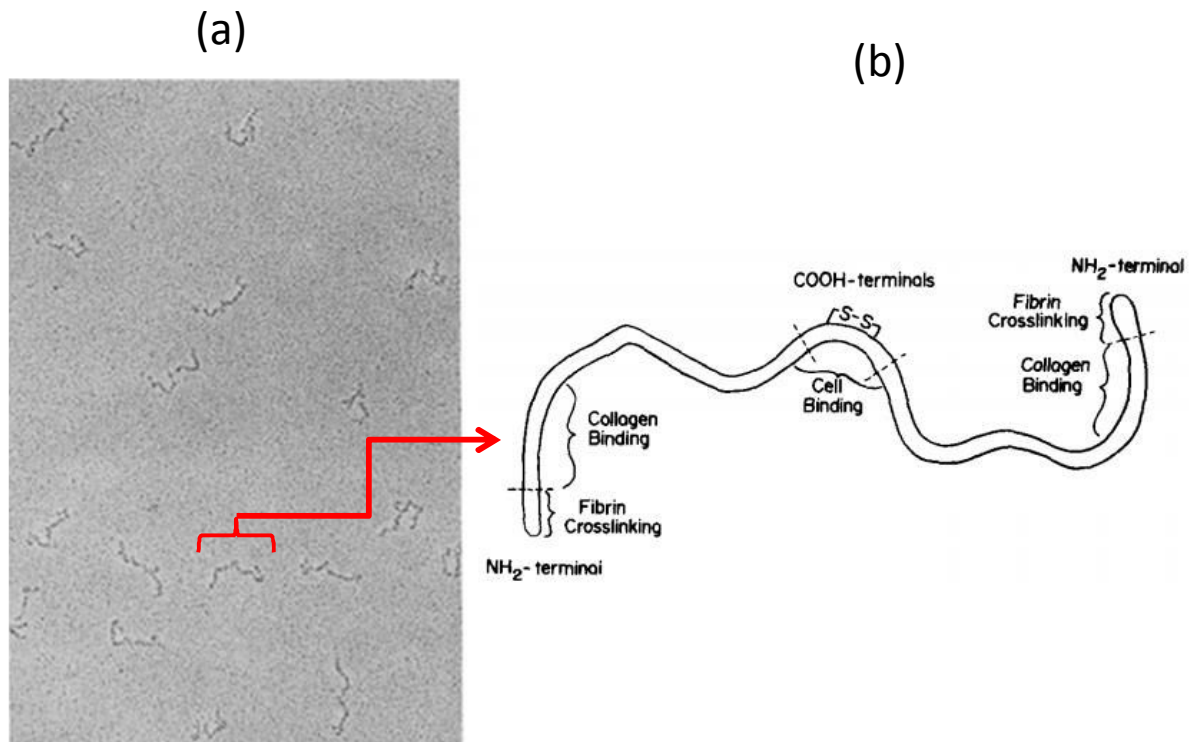 (a)
(b)
COOH-terminals
S-S
Cell
Binding
NH2-terminal
Fibrin
Crosslinking
Collagen
Binding
Collagen
Binding
Fibrin
Crosslinking
NH2-terminal